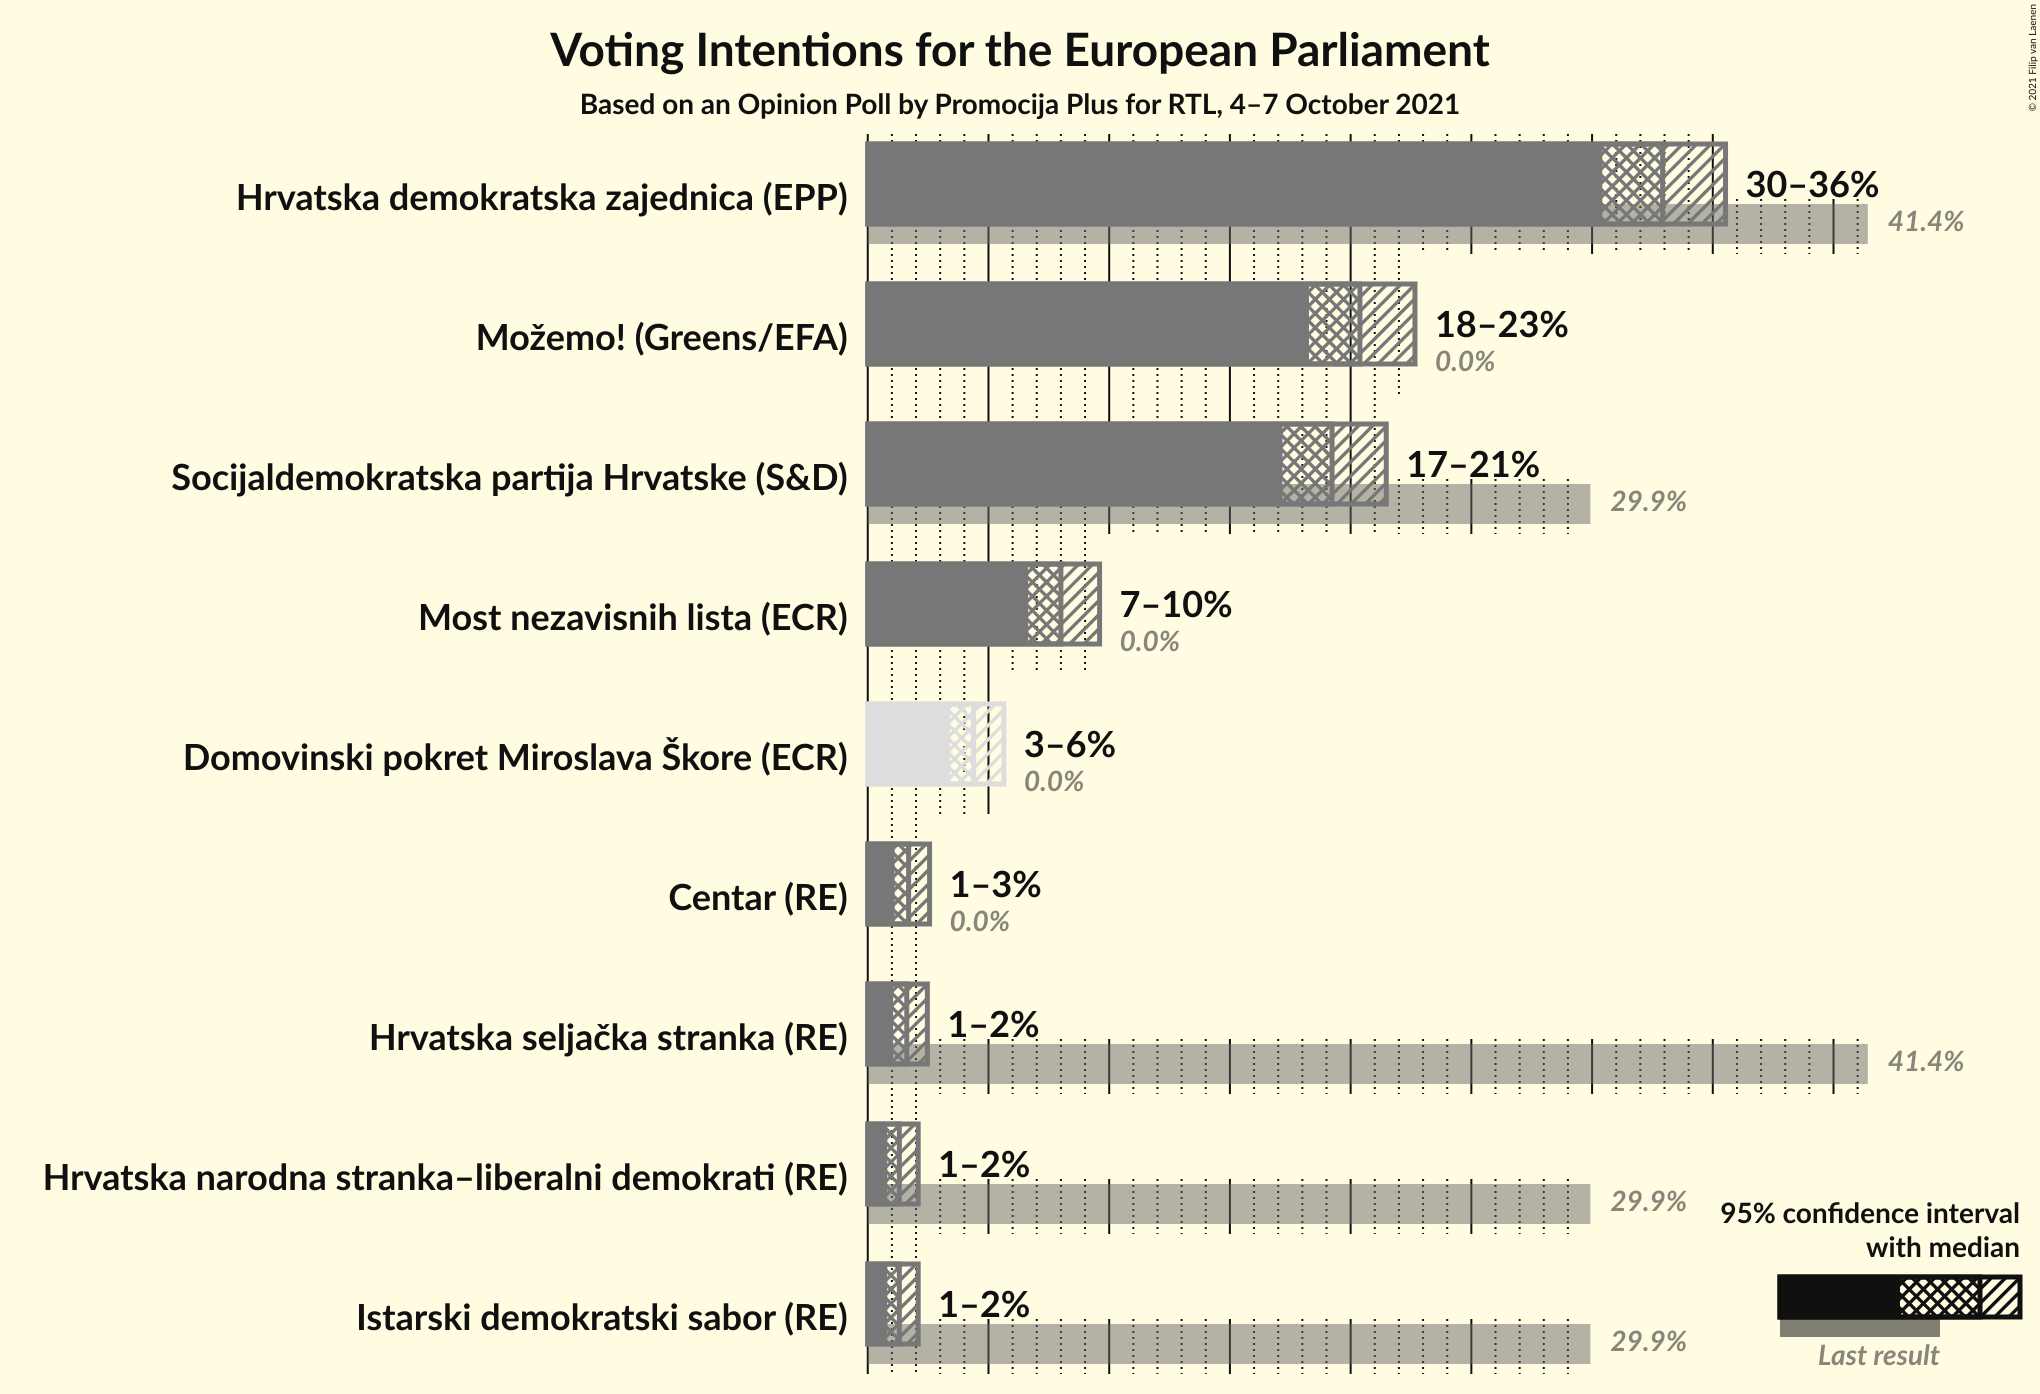 Voting Intentions for the European Parliament
Based on an Opinion Poll by Promocija Plus for RTL, 4–7 October 2021
© 2021 Filip van Laenen
Hrvatska demokratska zajednica (EPP)
30–36%
41.4%
Možemo! (Greens/EFA)
18–23%
0.0%
Socijaldemokratska partija Hrvatske (S&D)
17–21%
29.9%
Most nezavisnih lista (ECR)
7–10%
0.0%
Domovinski pokret Miroslava Škore (ECR)
3–6%
0.0%
Centar (RE)
1–3%
0.0%
Hrvatska seljačka stranka (RE)
1–2%
41.4%
Hrvatska narodna stranka–liberalni demokrati (RE)
1–2%
29.9%
Istarski demokratski sabor (RE)
1–2%
29.9%
95% confidence interval
with median
Last result